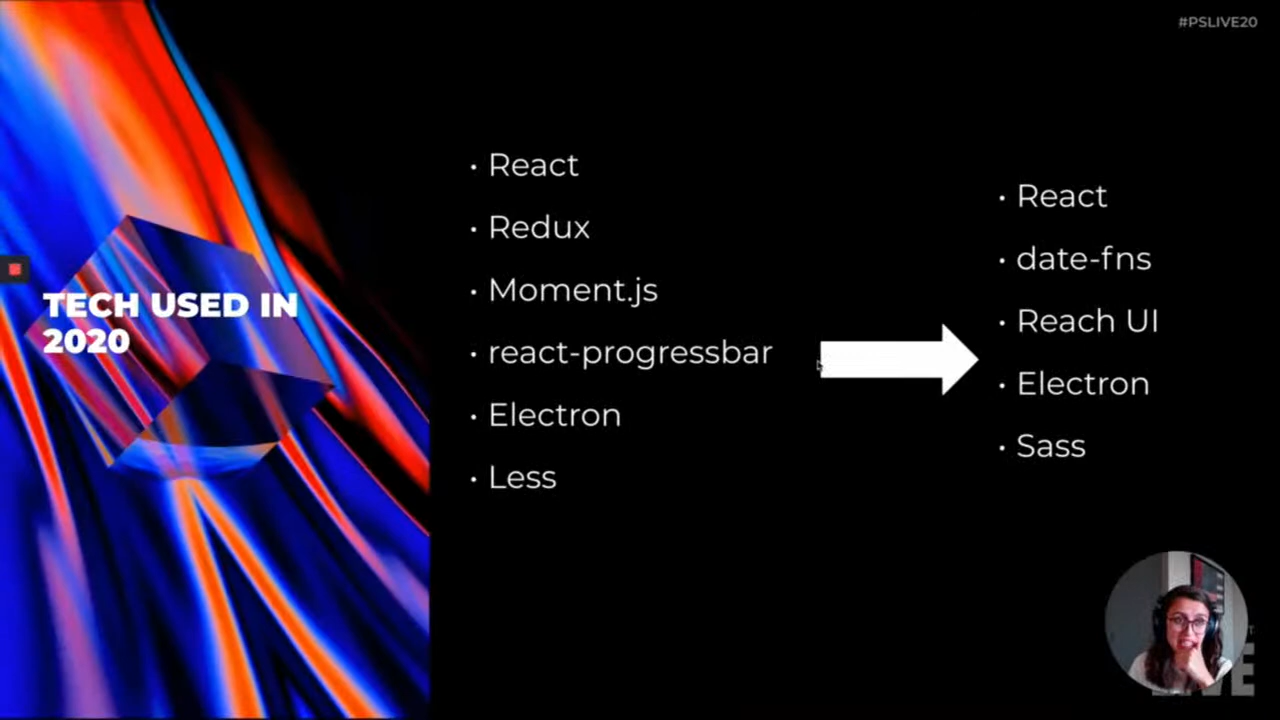 #PSLIVE20
TECH USED IN
2020
• React
• Redux
• Moment.js
• react-progressbar
• Electron
• Less
• React
• date-fns
• Reach UI
• Electron
• Sass